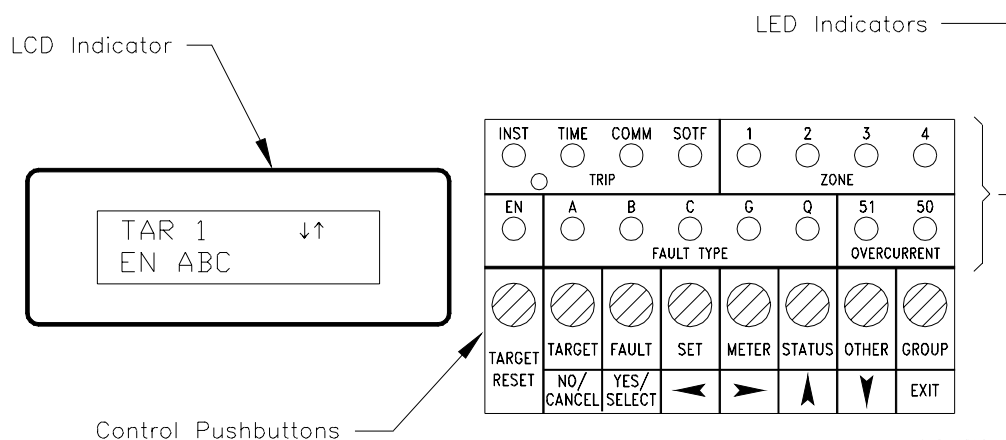 LED Indicators
LCD Indicator
INST TIME COMM SOTF 1 2 3 4
TRIP ZONE
EN A B C G Q 51 50
FAULT TYPE OVERCURRENT
TAR 1 ↓↑
EN ABC
TARGET RESET
TARGET FAULT SET METER STATUS OTHER GROUP
NO/ YES/
CANCEL SELECT EXIT
Control Pushbuttons